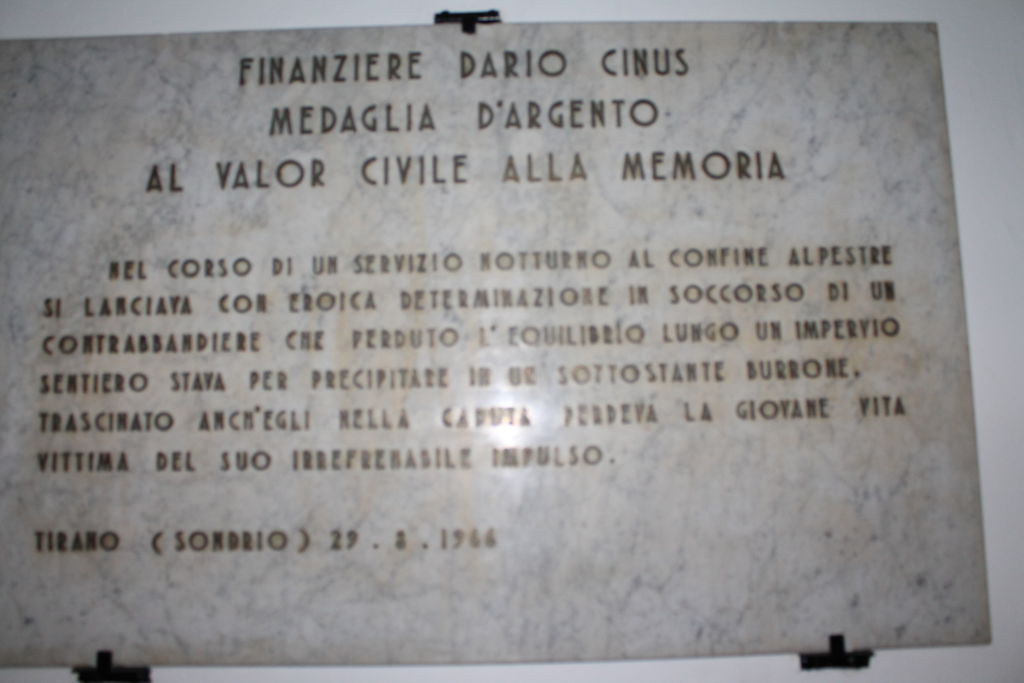 FINANZIERE DARIO CINUS
MEDAGLIA D'ARGENTO
AL VALOR CIVILE ALLA MEMORIA
NEL CORSO DI UN SERVIZIO NOTTURNO AL CONFINE ALPESTRE
SI LANCIAVA CON EROICA DETERMINAZIONE IN SOCCORSO DI UN
CONTRABBANDIERE CHE PERDUTO L'EQUILIBRIO LUNGO UN IMPERVIO
SENTIERO STAVA PER PRECIPITARE IN UN SOTTOSTANTE BURRONE.
TRASCINATO ANCH'EGLI NELLA CADUTA PERDEVA LA GIOVANE VITA
VITTIMA DEL SUO IRREFRENABILE IMPULSO.
TIRANO (SONDRIO) 29.8.1966